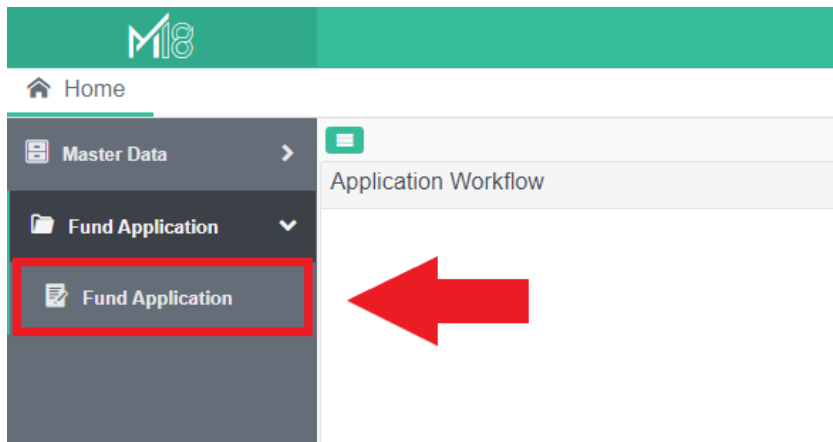 M18
Home
Master Data
Application Workflow
Fund Application
Fund Application